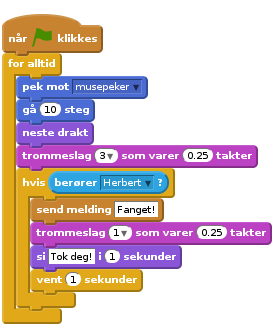 når klikkes
for alltid
pek mot musepeker
gå 10 steg
neste drakt
trommeslag 3 som varer 0.25 takter
hvis berører Herbert ?
send melding Fanget!
trommeslag 1 som varer 0.25 takter
si Tok deg! i 1 sekunder
vent 1 sekunder